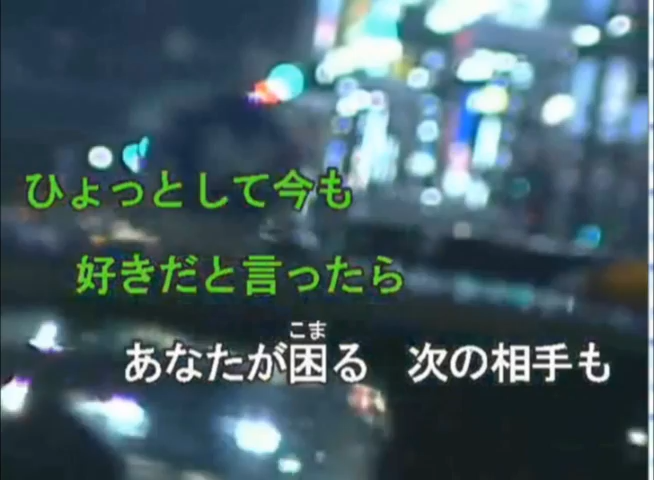 ひょっとして今も
好きだと言ったら
こま
あなたが困る　次の相手も